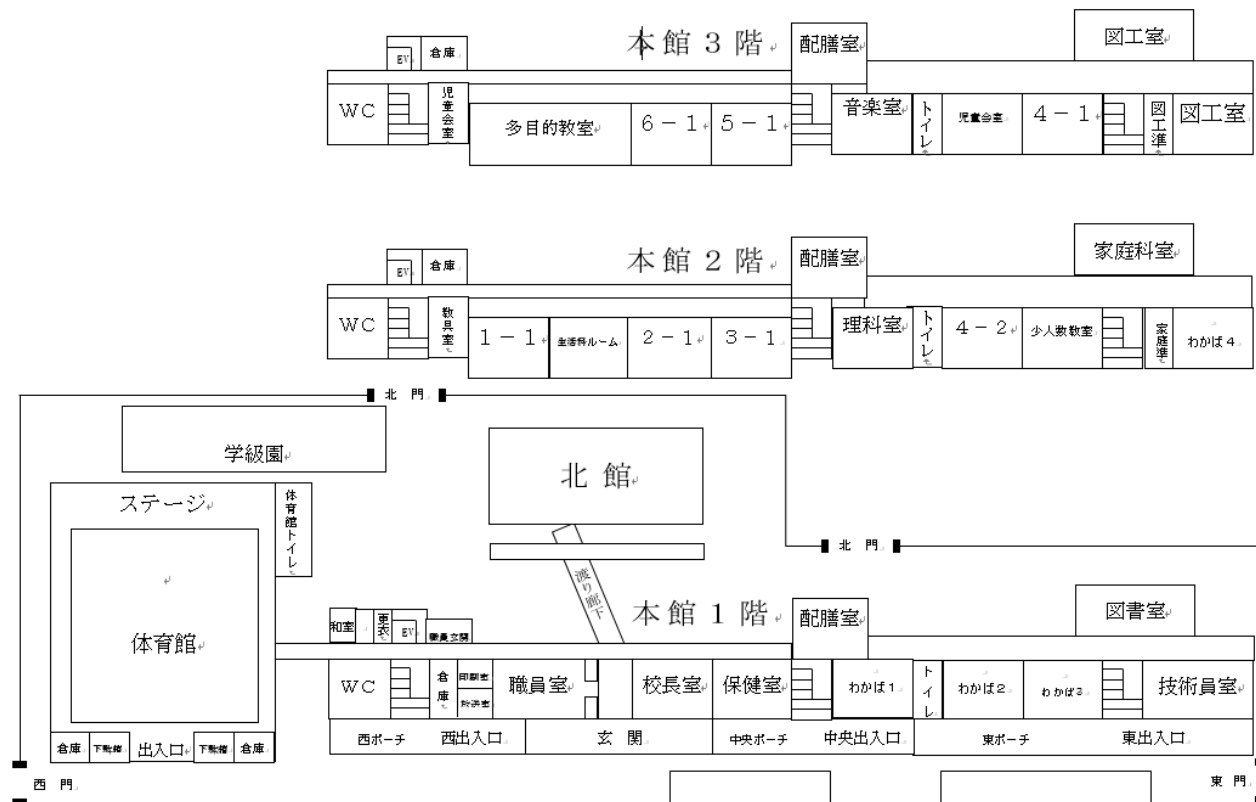 本館３階
配膳室
図工室
EV
倉庫
WC
児童会室
多目的教室
６－１
５－１
音楽室
トイレ
児童会室
４－１
図工準
図工室
本館２階
配膳室
家庭科室
EV
倉庫
WC
教具室
１－１
生活科ルーム
２－１
３－１
理科室
トイレ
４－２
少人数教室
家庭準
わかば４
北門
学級園
北館
ステージ
体育館トイレ
北門
体育館
渡り廊下
本館１階
配膳室
図書室
和室
更衣
EV
職員玄関
WC
倉庫
印刷室
放送室
職員室
校長室
保健室
わかば１
トイレ
わかば２
わかば３
技術員室
倉庫
下駄箱
出入口
下駄箱
倉庫
西ポーチ
西出入口
玄関
中央ポーチ
中央出入口
東ポーチ
東出入口
西門
東門